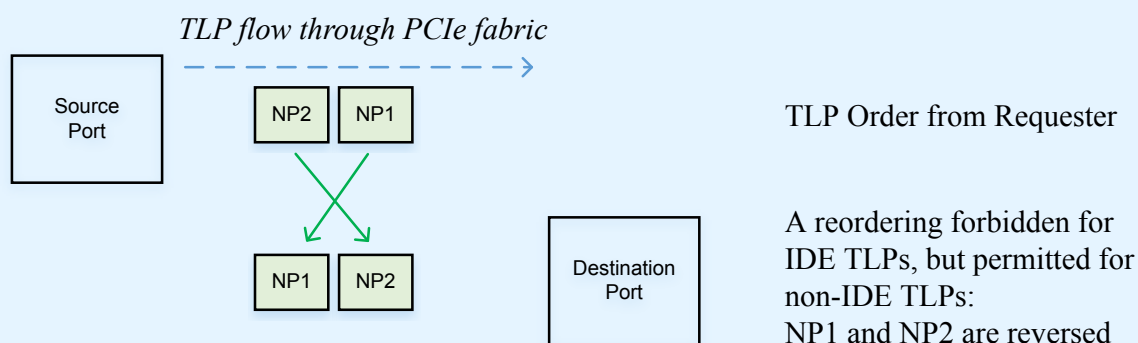 TLP flow through PCIe fabric
Source
Port
NP2
NP1
TLP Order from Requester
NP1
NP2
Destination
Port
A reordering forbidden for
IDE TLPs, but permitted for
non-IDE TLPs:
NP1 and NP2 are reversed